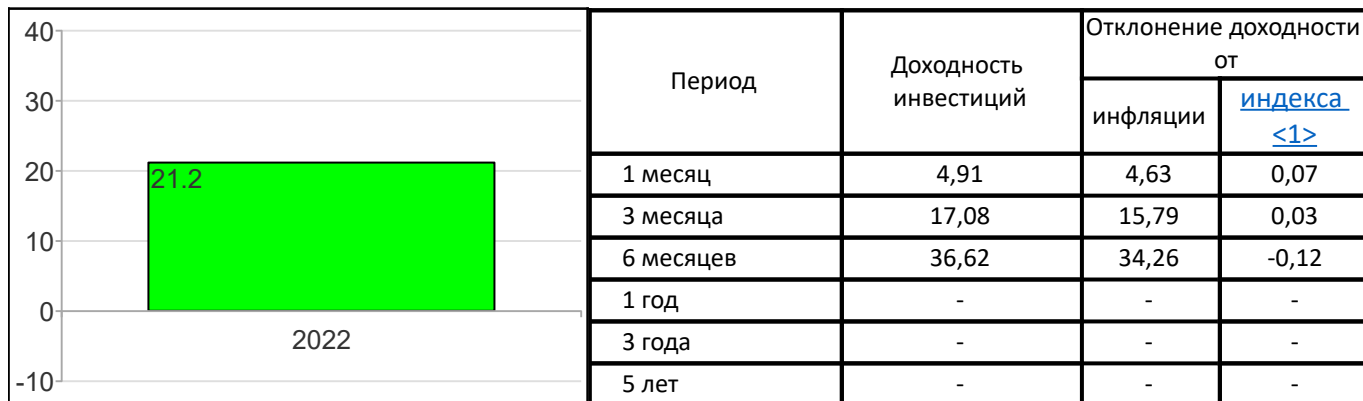 40
30
20
10
0
-10
21.2
2022
Период
Доходность
инвестиций
Отклонение доходности
от
инфляции
индекса
<1>
1 месяц 4,91 4,63 0,07
3 месяца 17,08 15,79 0,03
6 месяцев 36,62 34,26 -0,12
1 год - - -
3 года - - -
5 лет - - -